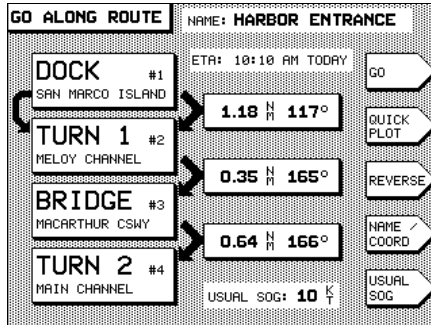 GO ALONG ROUTE
NAME: HARBOR ENTRANCE
ETA: 10:10 AM TODAY
DOCK #1
SAN MARCO ISLAND
1.18 NM 117°
TURN 1 #2
MELOY CHANNEL
0.35 NM 165°
BRIDGE #3
MACARTHUR CSWY
0.64 NM 166°
TURN 2 #4
MAIN CHANNEL
USUAL SOG: 10 KT
GO
QUICK
PLOT
REVERSE
NAME /
COORD
USUAL
SOG